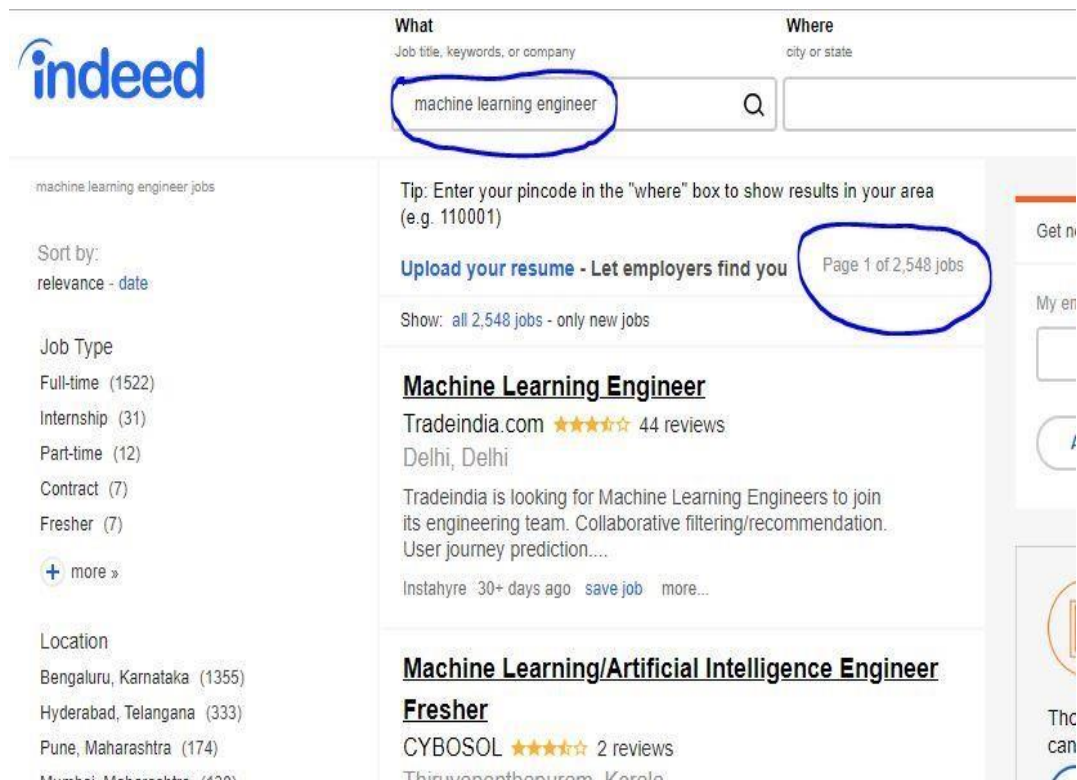 indeed
What
Job title, keywords, or company
machine learning engineer
Where
city or state
machine learning engineer jobs
Sort by:
relevance - date
Job Type
Full-time (1522)
Internship (31)
Part-time (12)
Contract (7)
Fresher (7)
+ more »
Location
Bengaluru, Karnataka (1355)
Hyderabad, Telangana (333)
Pune, Maharashtra (174)
Tip: Enter your pincode in the "where" box to show results in your area
(e.g. 110001)
Upload your resume - Let employers find you
Page 1 of 2,548 jobs
Show: all 2,548 jobs - only new jobs
Machine Learning Engineer
Tradeindia.com 44 reviews
Delhi, Delhi
Tradeindia is looking for Machine Learning Engineers to join
its engineering team. Collaborative filtering/recommendation.
User journey prediction....
Instahyre 30+ days ago save job more...
Machine Learning/Artificial Intelligence Engineer
Fresher
CYBOSOL 2 reviews
Get
My
can